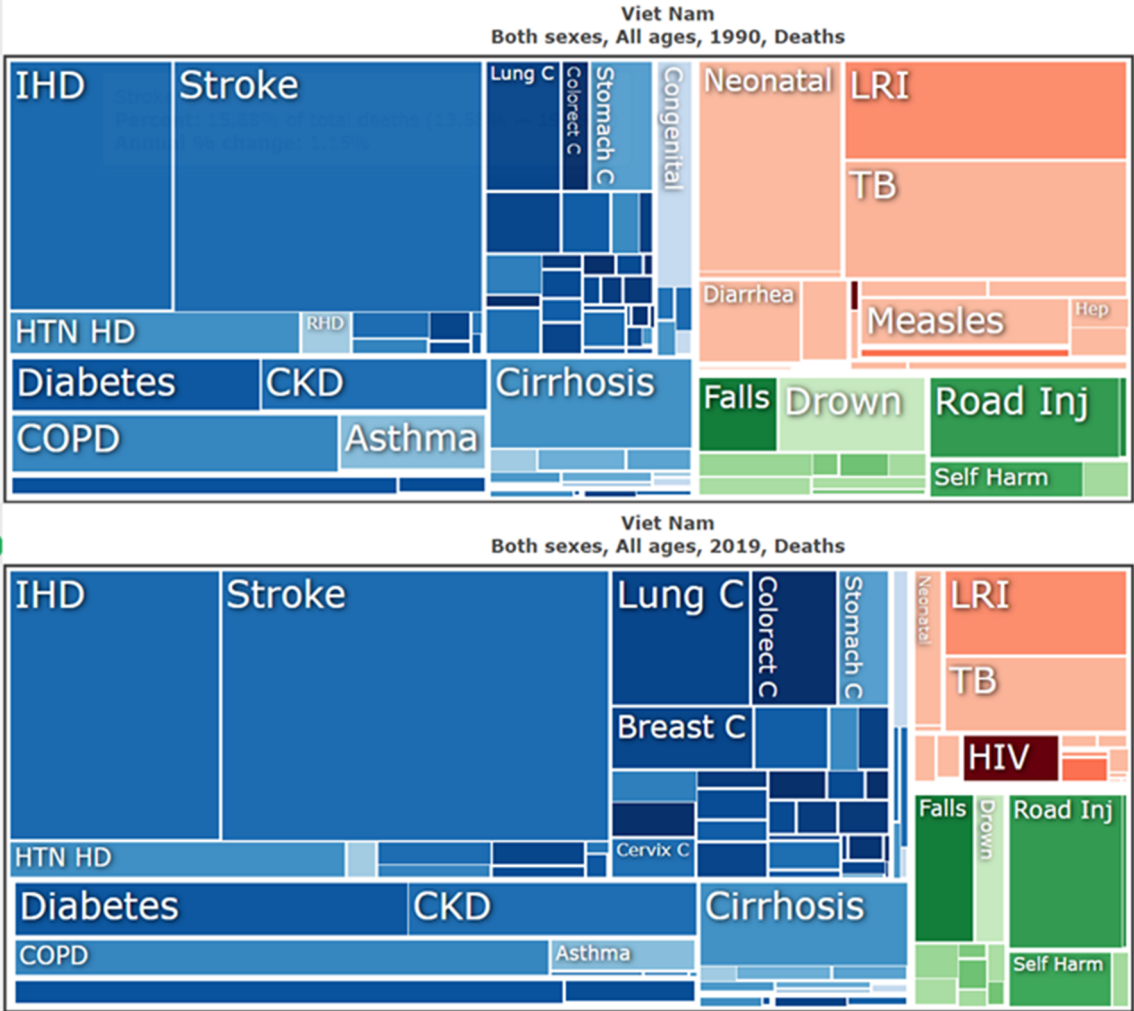 Viet Nam
Both sexes, All ages, 1990, Deaths
IHD
Stroke
Lung C
Colorect C
Stomach C
Congenital
Neonatal
LRI
TB
HTN HD
RHD
Diarrhea
Measles
Hep
Diabetes
CKD
Cirrhosis
Falls
Drown
Road Inj
COPD
Asthma
Self Harm
Viet Nam
Both sexes, All ages, 2019, Deaths
IHD
Stroke
Lung C
Colorect C
Stomach C
Neonatal
LRI
TB
Breast C
HIV
HTN HD
Cervix C
Falls
Drown
Road Inj
Diabetes
CKD
Cirrhosis
COPD
Asthma
Self Harm